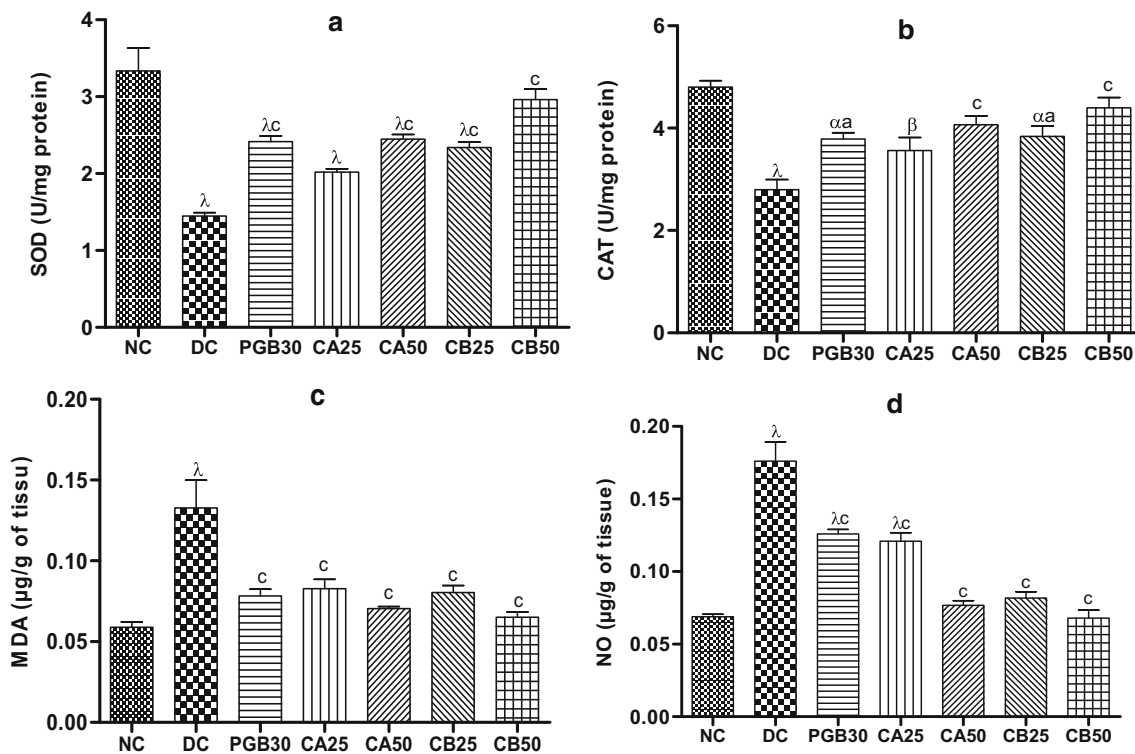 a
SOD (U/mg protein)
4
3
2
1
0
λ
λc
λ
λc
λc
c
NC DC PGB30 CA25 CA50 CB25 CB50
b
CAT (U/mg protein)
6
4
2
0
λ
αa
β
c
αa
c
NC DC PGB30 CA25 CA50 CB25 CB50
c
MDA (µg/g of tissu)
0.20
0.15
0.10
0.05
0.00
λ
c
c
c
c
c
NC DC PGB30 CA25 CA50 CB25 CB50
d
NO (µg/g of tissue)
0.20
0.15
0.10
0.05
0.00
λ
λc
λc
c
c
c
NC DC PGB30 CA25 CA50 CB25 CB50